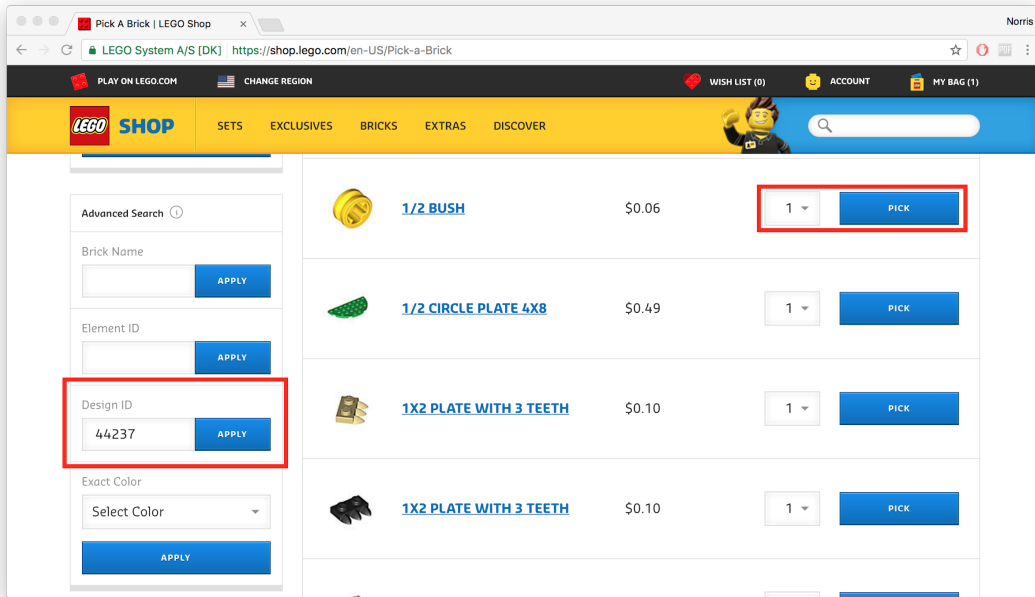 Pick A Brick | LEGO Shop
Norris
LEGO System A/S [DK] https://shop.lego.com/en-US/Pick-a-Brick
PLAY ON LEGO.COM CHANGE REGION WISH LIST (0) ACCOUNT MY BAG (1)
LEGO SHOP SETS EXCLUSIVES BRICKS EXTRAS DISCOVER
Advanced Search
Brick Name
APPLY
Element ID
APPLY
Design ID
44237 APPLY
Exact Color
Select Color
APPLY
1/2 BUSH $0.06 1 PICK
1/2 CIRCLE PLATE 4X8 $0.49 1 PICK
1X2 PLATE WITH 3 TEETH $0.10 1 PICK
1X2 PLATE WITH 3 TEETH $0.10 1 PICK